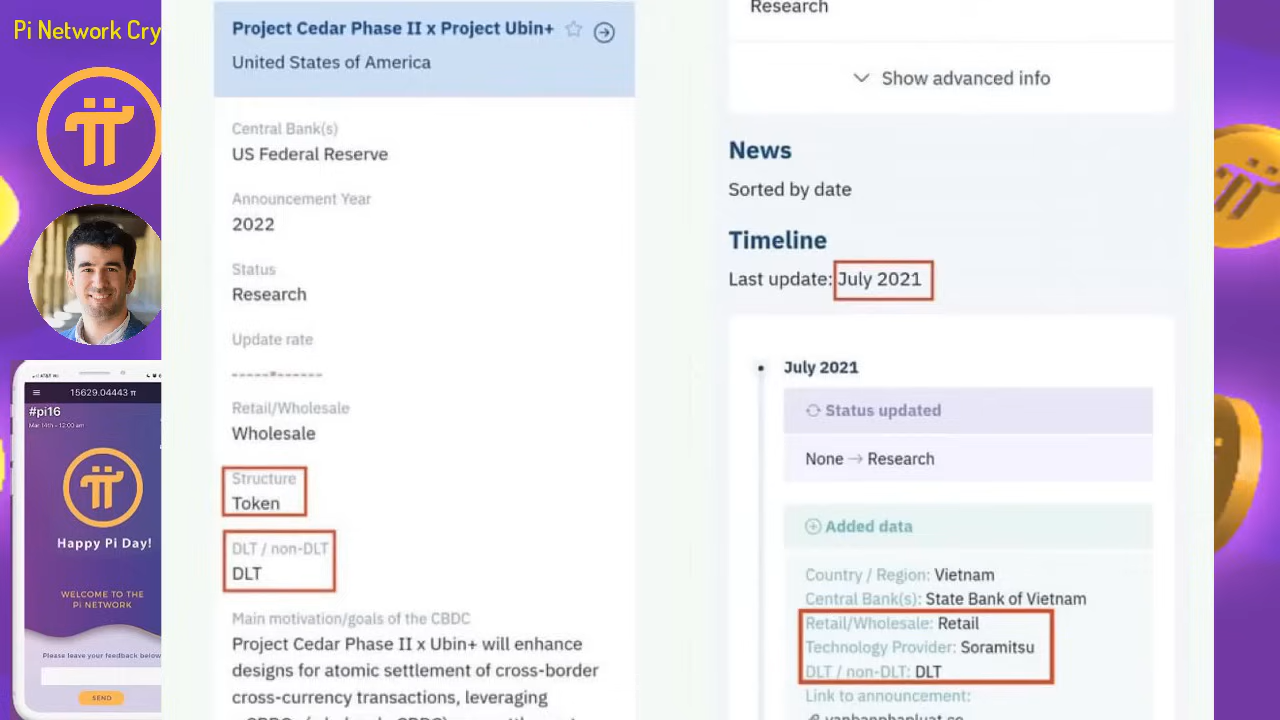 Pi Network Cry
15629.04443 π
#pi16
Mar 14th - 12:00 am
Happy Pi Day!
WELCOME TO THE
Pi NETWORK
Please leave your feedback below
SEND
Project Cedar Phase II x Project Ubin+
United States of America
Central Bank(s)
US Federal Reserve
Announcement Year
2022
Status
Research
Update rate
Retail/Wholesale
Wholesale
Structure
Token
DLT / non-DLT
DLT
Main motivation/goals of the CBDC
Project Cedar Phase II x Ubin+ will enhance
designs for atomic settlement of cross-border
cross-currency transactions, leveraging
Research
Show advanced info
News
Sorted by date
Timeline
Last update: July 2021
July 2021
Status updated
None → Research
Added data
Country / Region: Vietnam
Central Bank(s): State Bank of Vietnam
Retail/Wholesale: Retail
Technology Provider: Soramitsu
DLT / non-DLT: DLT
Link to announcement: